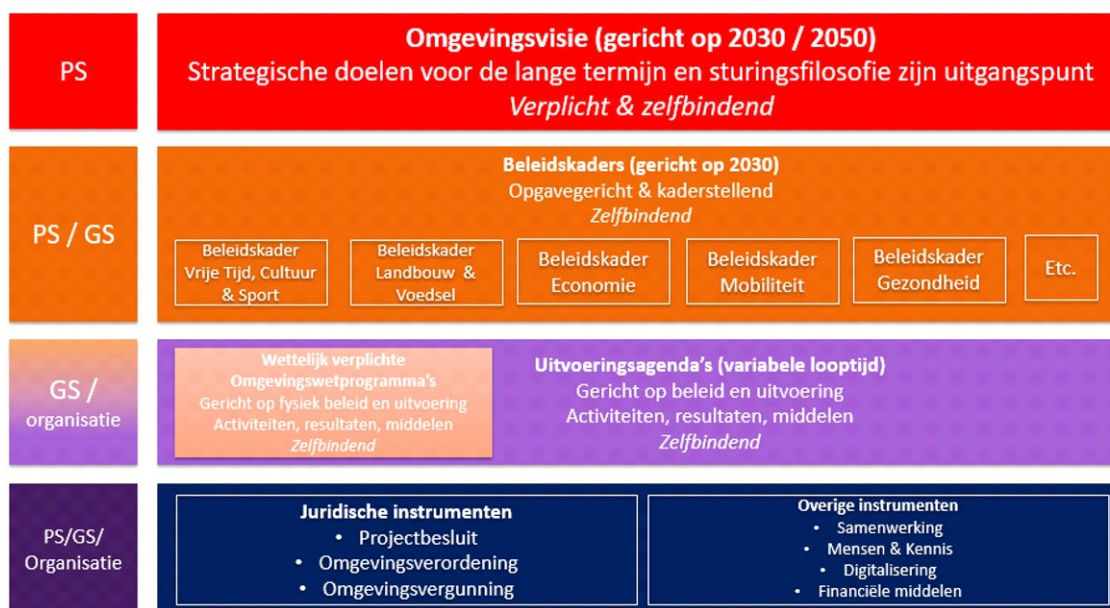 PS
Omgevingsvisie (gericht op 2030 / 2050)
Strategische doelen voor de lange termijn en sturingsfilosofie zijn uitgangspunt
Verplicht & zelfbindend
PS / GS
Beleidskaders (gericht op 2030)
Opgavegericht & kaderstellend
Zelfbindend
Beleidskader
Vrije Tijd, Cultuur
& Sport
Beleidskader
Landbouw &
Voedsel
Beleidskader
Economie
Beleidskader
Mobiliteit
Beleidskader
Gezondheid
Etc.
GS /
organisatie
Wettelijk verplichte
Omgevingswetprogramma's
Gericht op fysiek beleid en uitvoering
Activiteiten, resultaten, middelen
Zelfbindend
Uitvoeringsagenda's (variabele looptijd)
Gericht op beleid en uitvoering
Activiteiten, resultaten, middelen
Zelfbindend
PS/GS/
Organisatie
Juridische instrumenten
• Projectbesluit
• Omgevingsverordening
• Omgevingsvergunning
Overige instrumenten
• Samenwerking
• Mensen & Kennis
• Digitalisering
• Financiële middelen